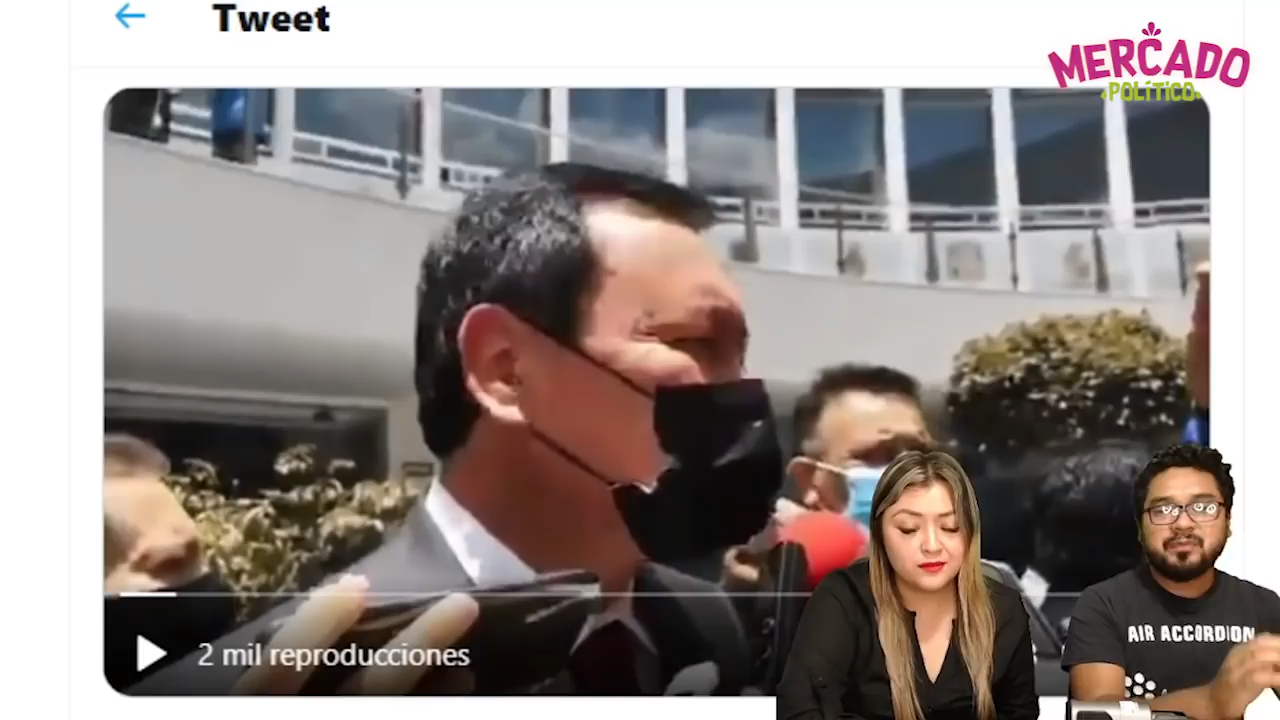 Tweet
MERCADO
POLÍTICO
2 mil reproducciones
AIR ACCORDION